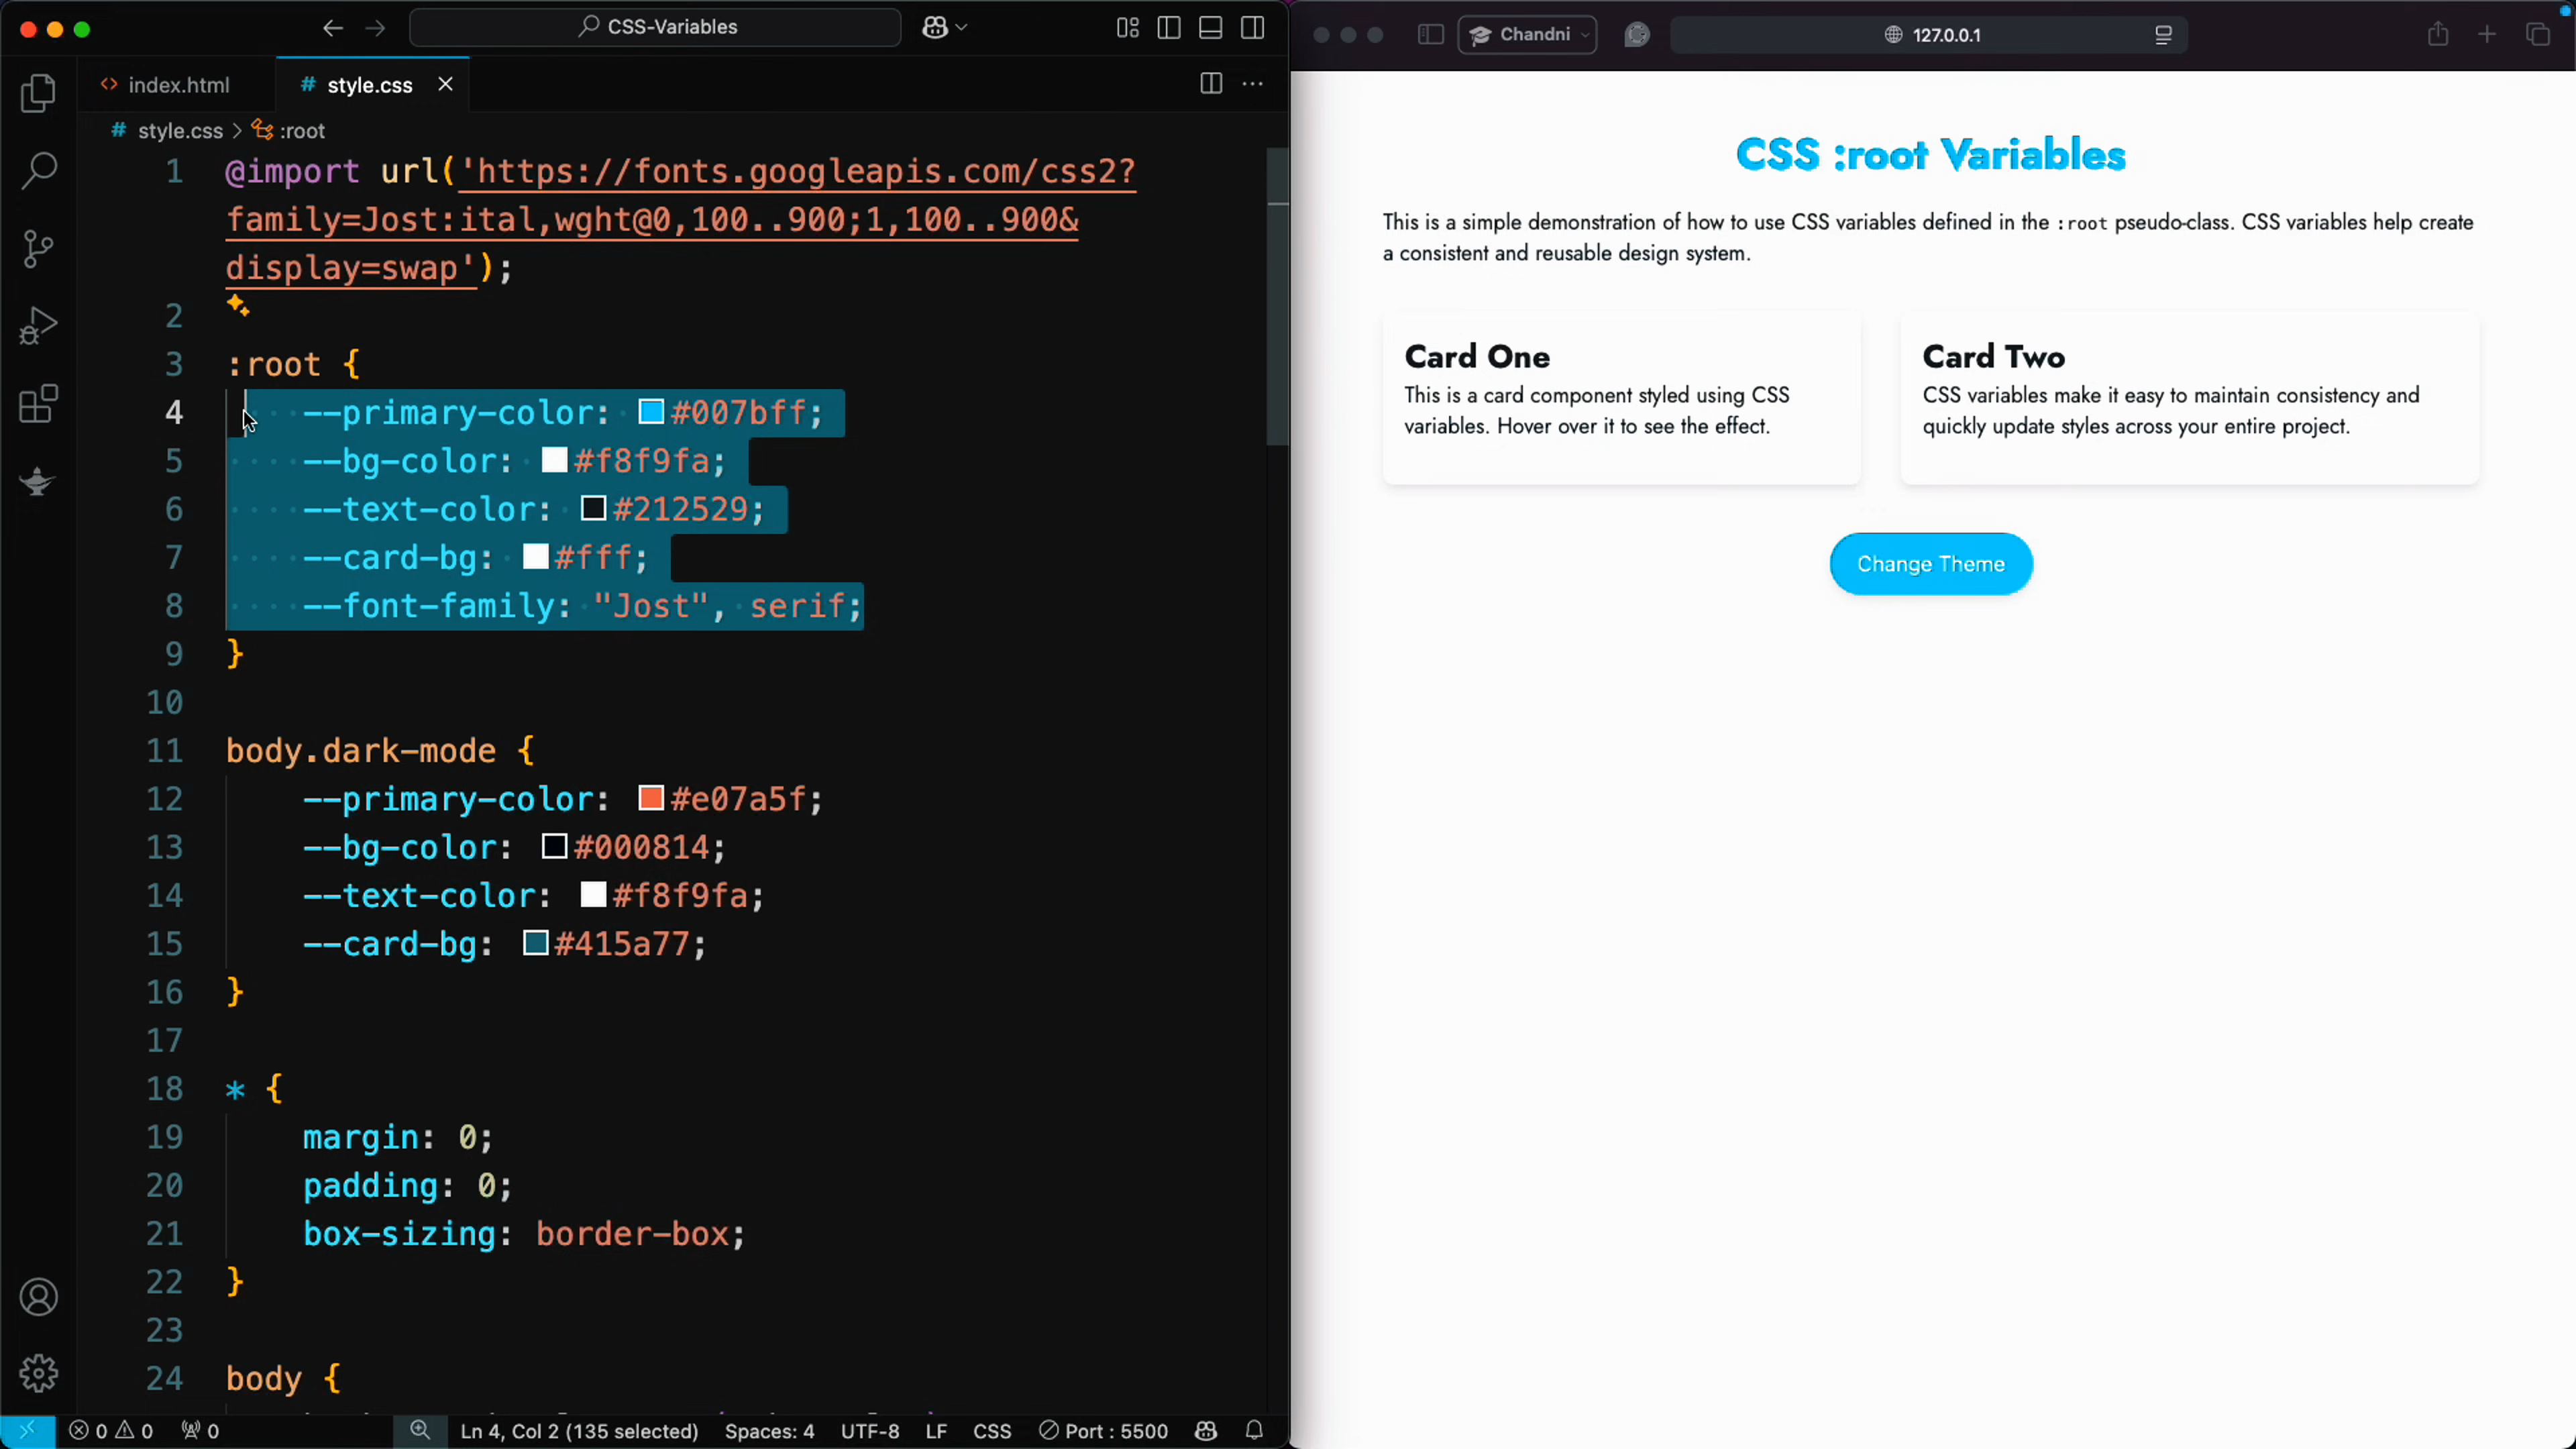 CSS-Variables
index.html
# style.css
# style.css > :root
1 @import url('https://fonts.googleapis.com/css2?
family=Jost:ital,wght@0,100..900;1,100..900&
display=swap');
2
3 :root {
4 --primary-color: #007bff;
5 --bg-color: #f8f9fa;
6 --text-color: #212529;
7 --card-bg: #fff;
8 --font-family: "Jost", serif;
9 }
10
11 body.dark-mode {
12 --primary-color: #e07a5f;
13 --bg-color: #000814;
14 --text-color: #f8f9fa;
15 --card-bg: #415a77;
16 }
17
18 * {
19 margin: 0;
20 padding: 0;
21 box-sizing: border-box;
22 }
23
24 body {
0 0 0 Ln 4, Col 2 (135 selected) Spaces: 4 UTF-8 LF CSS Port : 5500
Chandni
127.0.0.1
CSS :root Variables
This is a simple demonstration of how to use CSS variables defined in the :root pseudo-class. CSS variables help create
a consistent and reusable design system.
Card One
This is a card component styled using CSS
variables. Hover over it to see the effect.
Card Two
CSS variables make it easy to maintain consistency and
quickly update styles across your entire project.
Change Theme